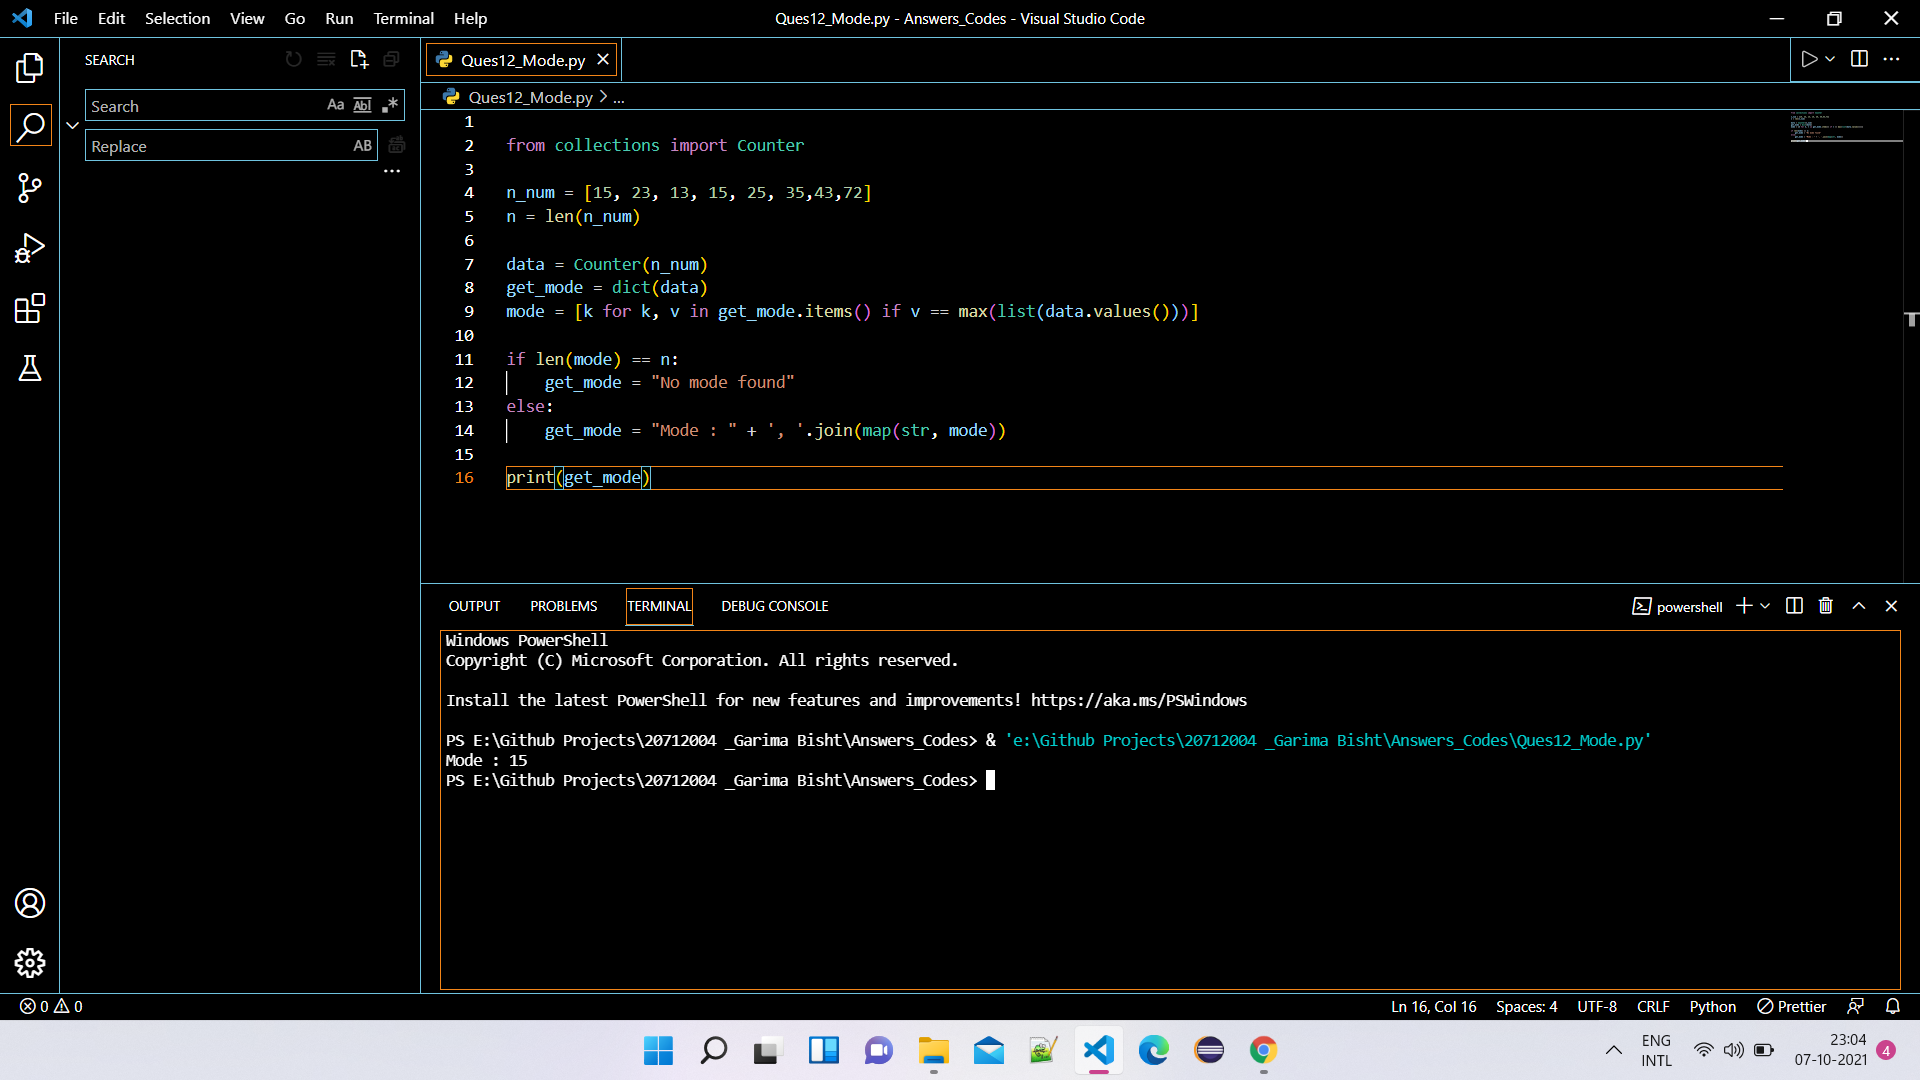 File Edit Selection View Go Run Terminal Help
Ques12_Mode.py - Answers_Codes - Visual Studio Code
SEARCH
Search
Aa Abl .*
Replace
AB
...
Ques12_Mode.py
Ques12_Mode.py > ...
1
2 from collections import Counter
3
4 n_num = [15, 23, 13, 15, 25, 35,43,72]
5 n = len(n_num)
6
7 data = Counter(n_num)
8 get_mode = dict(data)
9 mode = [k for k, v in get_mode.items() if v == max(list(data.values()))]
10
11 if len(mode) == n:
12 get_mode = "No mode found"
13 else:
14 get_mode = "Mode : " + ', '.join(map(str, mode))
15
16 print(get_mode)
OUTPUT PROBLEMS TERMINAL DEBUG CONSOLE
powershell
Windows PowerShell
Copyright (C) Microsoft Corporation. All rights reserved.
Install the latest PowerShell for new features and improvements! https://aka.ms/PSWindows
PS E:\Github Projects\20712004 _Garima Bisht\Answers_Codes> & 'e:\Github Projects\20712004 _Garima Bisht\Answers_Codes\Ques12_Mode.py'
Mode : 15
PS E:\Github Projects\20712004 _Garima Bisht\Answers_Codes>
0 0
Ln 16, Col 16 Spaces: 4 UTF-8 CRLF Python Prettier
ENG
INTL
23:04
07-10-2021
4